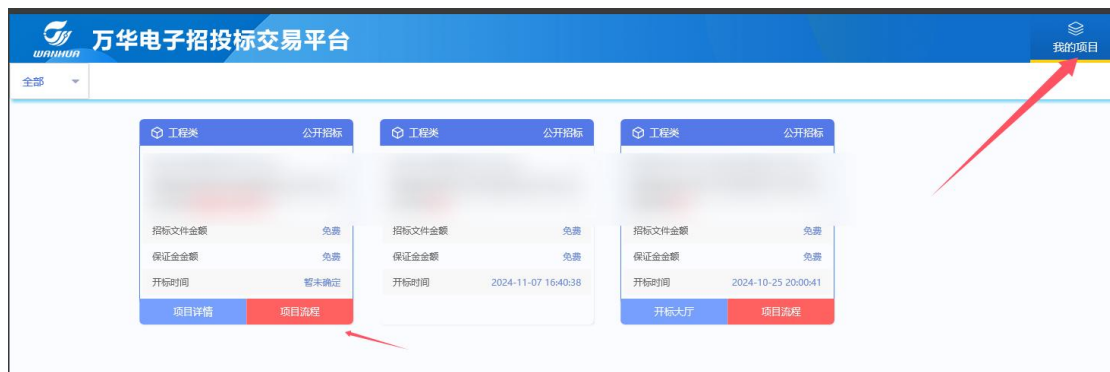 WANHUA 万华电子招投标交易平台
我的项目
全部
工程类 公开招标
招标文件金额 免费
保证金金额 免费
开标时间 暂未确定
项目详情 项目流程
工程类 公开招标
招标文件金额 免费
保证金金额 免费
开标时间 2024-11-07 16:40:38
工程类 公开招标
招标文件金额 免费
保证金金额 免费
开标时间 2024-10-25 20:00:41
开标大厅 项目流程